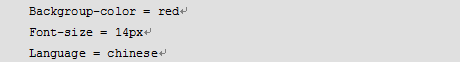 Backgroup-color = red↵
Font-size = 14px↵
Language = chinese↵